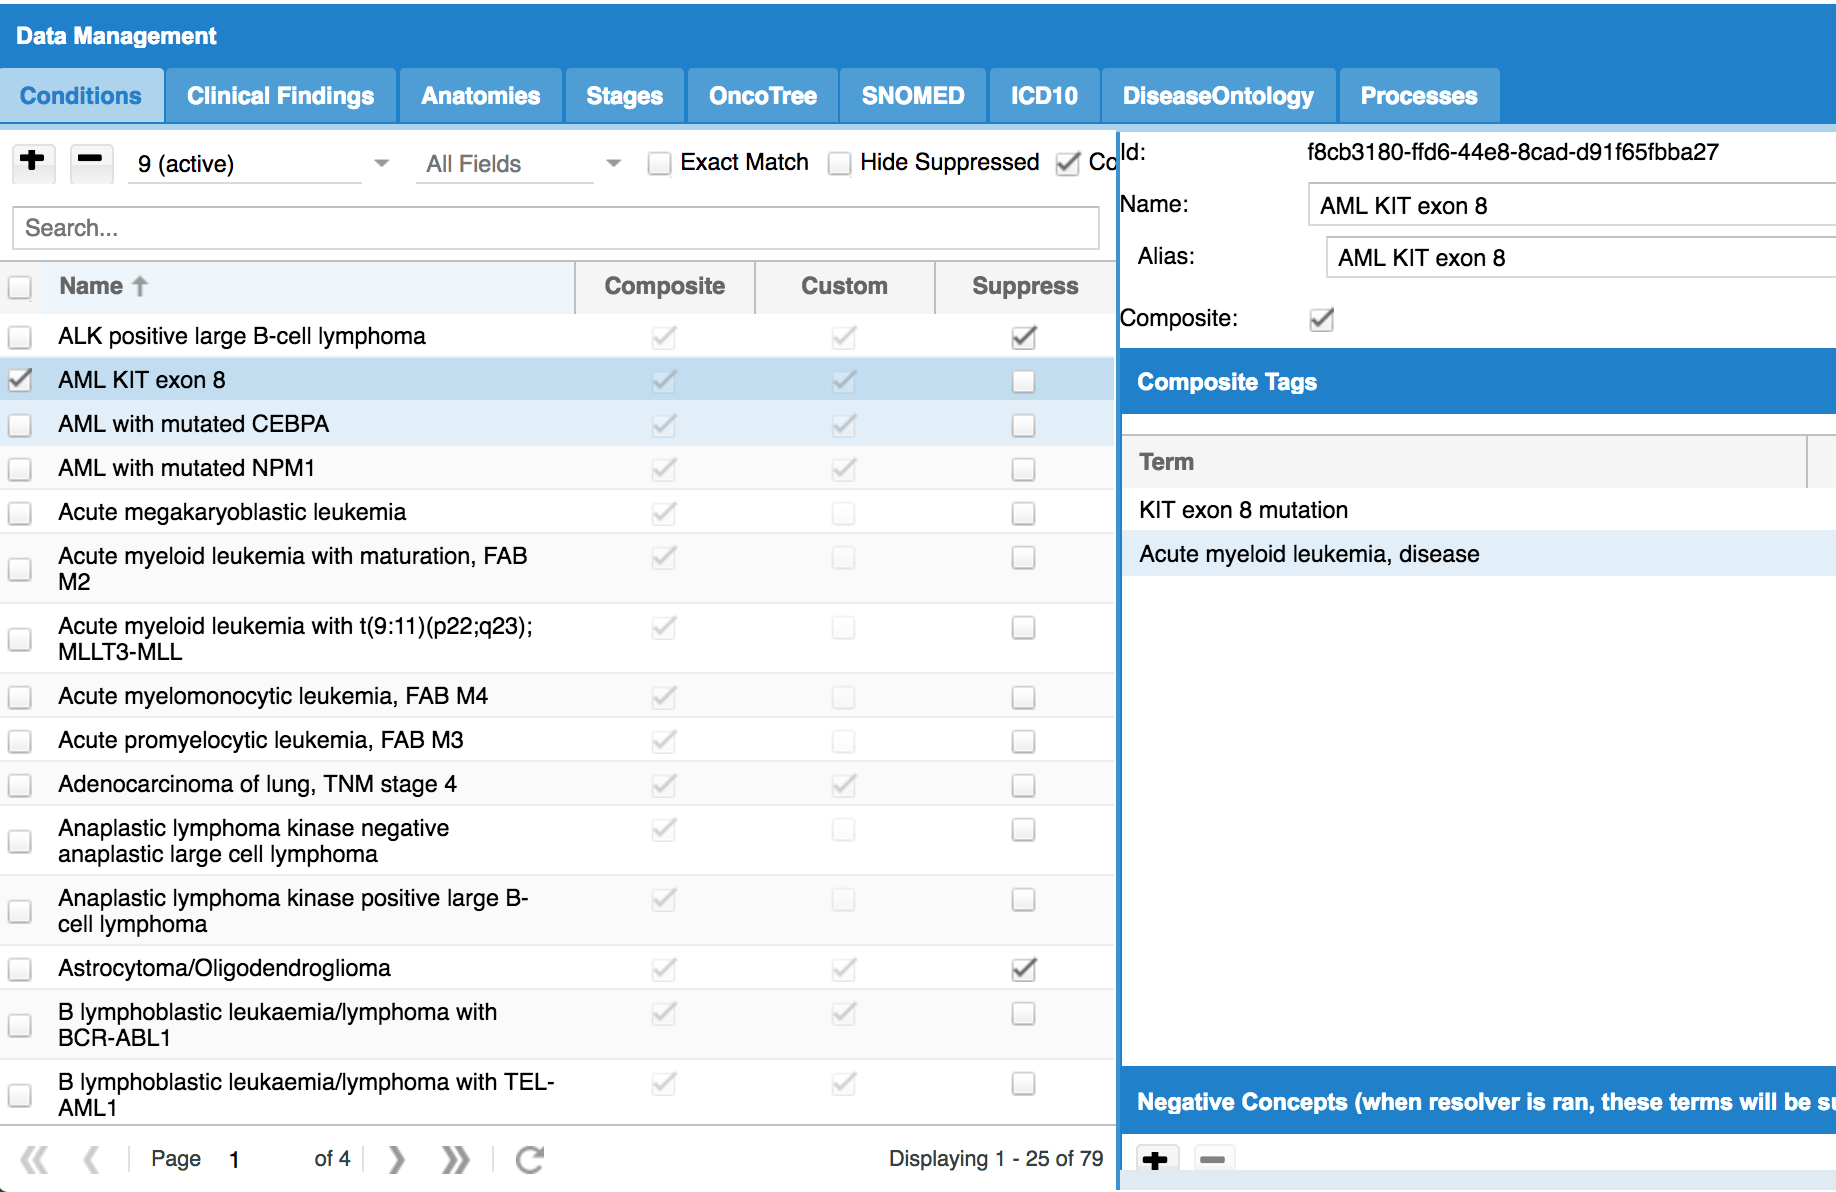 Data Management
Conditions Clinical Findings Anatomies Stages OncoTree SNOMED ICD10 DiseaseOntology Processes
9 (active) All Fields Exact Match Hide Suppressed Co
Search...
Name Composite Custom Suppress
ALK positive large B-cell lymphoma
AML KIT exon 8
AML with mutated CEBPA
AML with mutated NPM1
Acute megakaryoblastic leukemia
Acute myeloid leukemia with maturation, FAB
M2
Acute myeloid leukemia with t(9:11)(p22;q23);
MLLT3-MLL
Acute myelomonocytic leukemia, FAB M4
Acute promyelocytic leukemia, FAB M3
Adenocarcinoma of lung, TNM stage 4
Anaplastic lymphoma kinase negative
anaplastic large cell lymphoma
Anaplastic lymphoma kinase positive large B-
cell lymphoma
Astrocytoma/Oligodendroglioma
B lymphoblastic leukaemia/lymphoma with
BCR-ABL1
B lymphoblastic leukaemia/lymphoma with TEL-
AML1
Page 1 of 4 Displaying 1 - 25 of 79
Id: f8cb3180-ffd6-44e8-8cad-d91f65fbba27
Name: AML KIT exon 8
Alias: AML KIT exon 8
Composite:
Composite Tags
Term
KIT exon 8 mutation
Acute myeloid leukemia, disease
Negative Concepts (when resolver is ran, these terms will be su